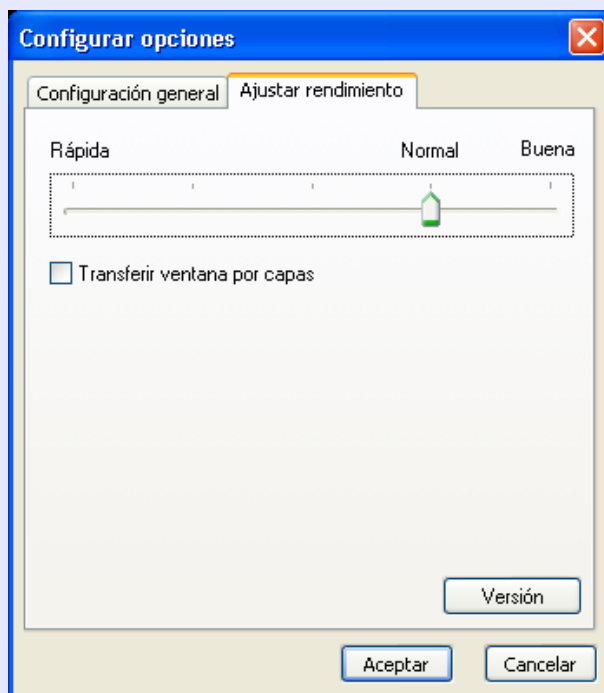 Configurar opciones
Configuración general Ajustar rendimiento
Rápida Normal Buena
Transferir ventana por capas
Versión
Aceptar Cancelar